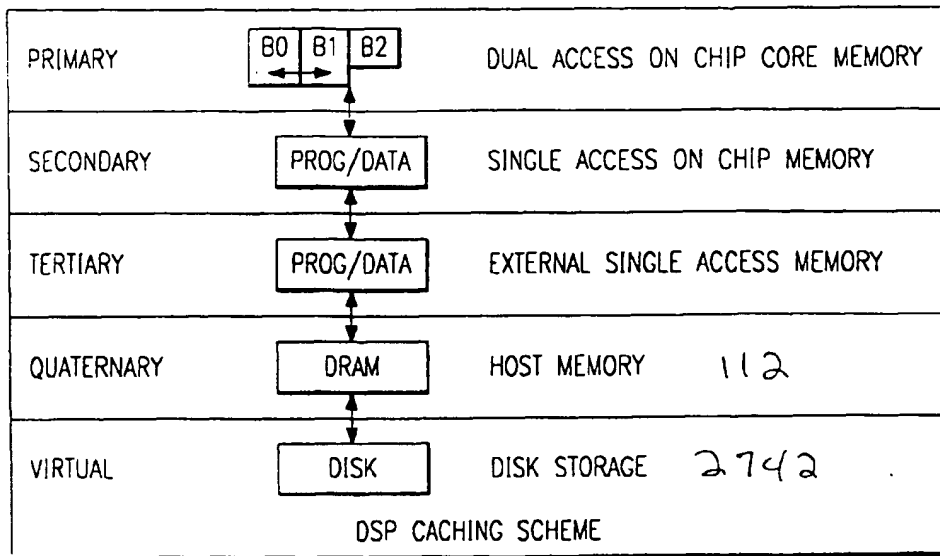 PRIMARY B0 B1 B2 DUAL ACCESS ON CHIP CORE MEMORY
SECONDARY PROG/DATA SINGLE ACCESS ON CHIP MEMORY
TERTIARY PROG/DATA EXTERNAL SINGLE ACCESS MEMORY
QUATERNARY DRAM HOST MEMORY 112
VIRTUAL DISK DISK STORAGE 2742
DSP CACHING SCHEME